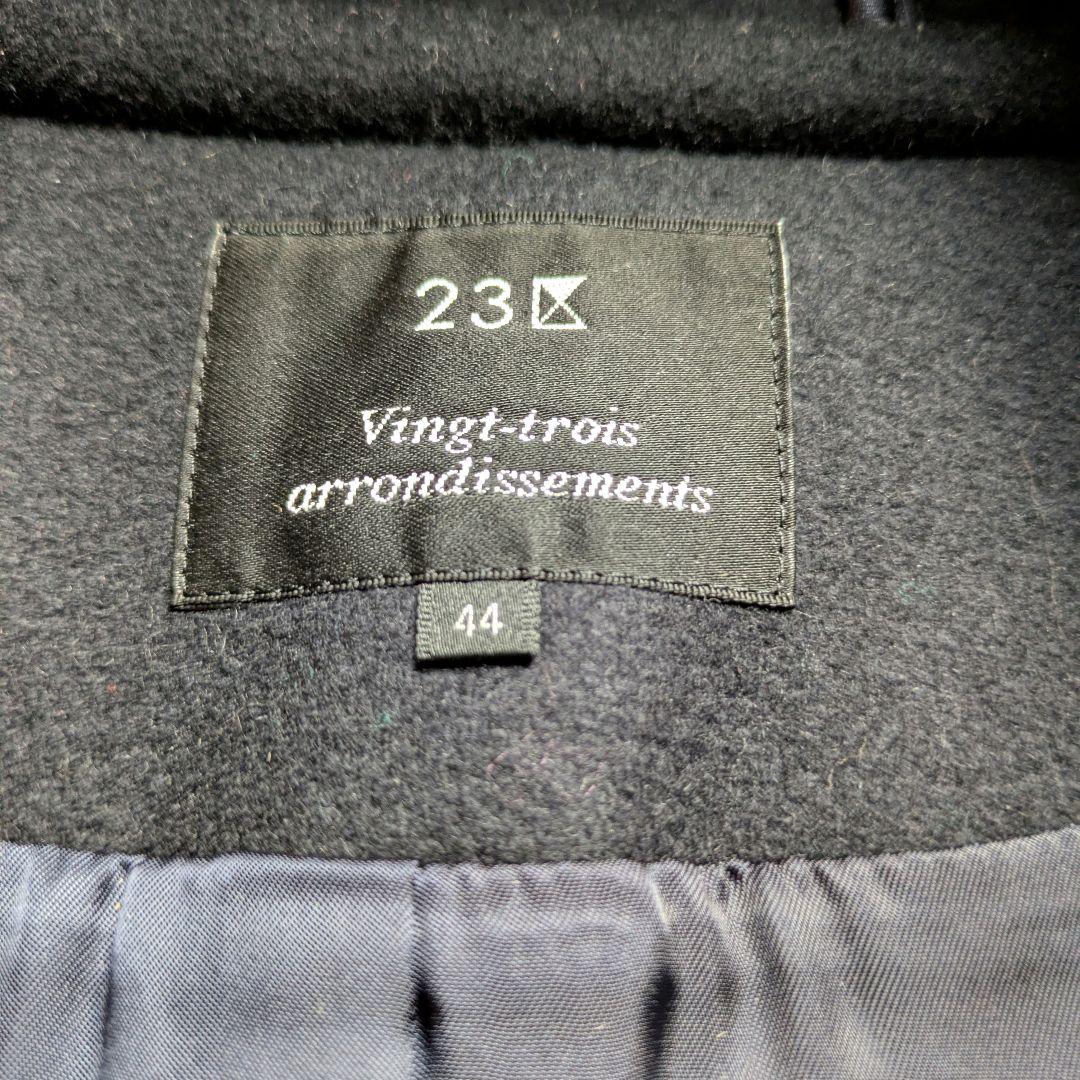 23区
Vingt-trois
arrondissements
44